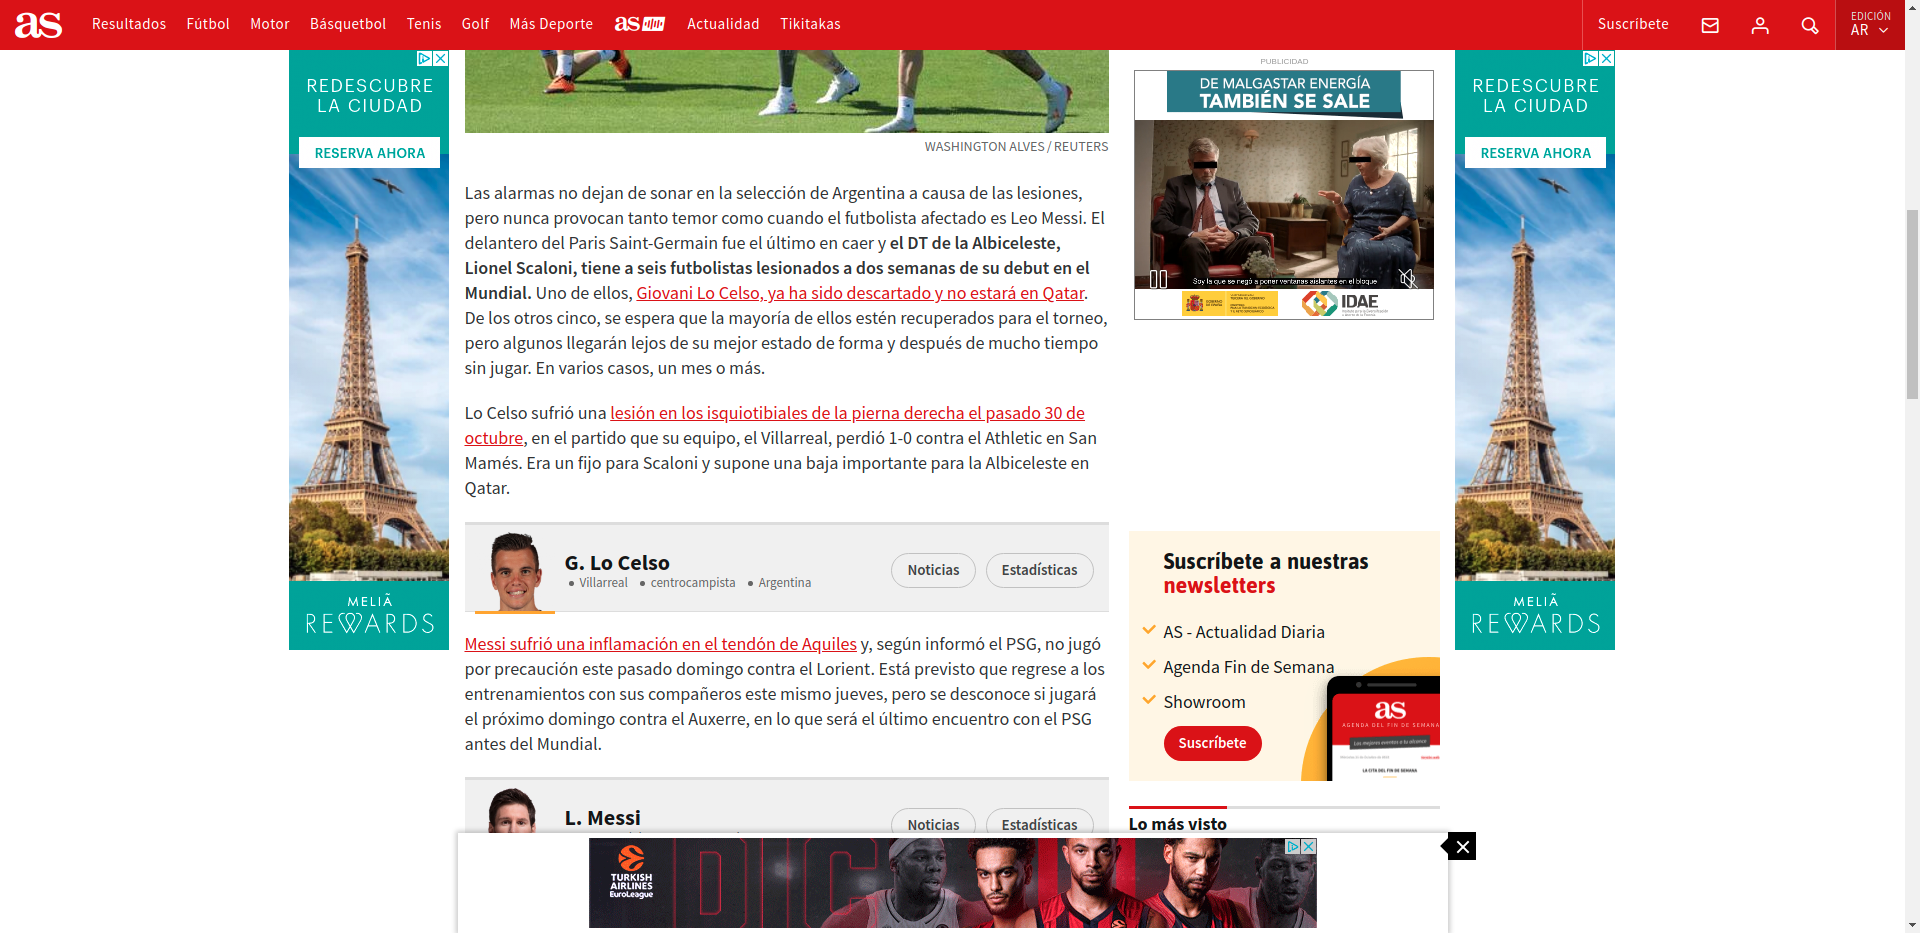 as Resultados Fútbol Motor Básquetbol Tenis Golf Más Deporte as Actualidad Tikitakas Suscríbete EDICIÓN
AR
REDESCUBRE
LA CIUDAD
RESERVA AHORA
MELIÃ
REWARDS
WASHINGTON ALVES / REUTERS
Las alarmas no dejan de sonar en la selección de Argentina a causa de las lesiones,
pero nunca provocan tanto temor como cuando el futbolista afectado es Leo Messi. El
delantero del Paris Saint-Germain fue el último en caer y el DT de la Albiceleste,
Lionel Scaloni, tiene a seis futbolistas lesionados a dos semanas de su debut en el
Mundial. Uno de ellos, Giovani Lo Celso, ya ha sido descartado y no estará en Qatar.
De los otros cinco, se espera que la mayoría de ellos estén recuperados para el torneo,
pero algunos llegarán lejos de su mejor estado de forma y después de mucho tiempo
sin jugar. En varios casos, un mes o más.
Lo Celso sufrió una lesión en los isquiotibiales de la pierna derecha el pasado 30 de
octubre, en el partido que su equipo, el Villarreal, perdió 1-0 contra el Athletic en San
Mamés. Era un fijo para Scaloni y supone una baja importante para la Albiceleste en
Qatar.
G. Lo Celso
• Villarreal • centrocampista • Argentina
Noticias Estadísticas
Messi sufrió una inflamación en el tendón de Aquiles y, según informó el PSG, no jugó
por precaución este pasado domingo contra el Lorient. Está previsto que regrese a los
entrenamientos con sus compañeros este mismo jueves, pero se desconoce si jugará
el próximo domingo contra el Auxerre, en lo que será el último encuentro con el PSG
antes del Mundial.
L. Messi
Noticias Estadísticas
PUBLICIDAD
DE MALGASTAR ENERGÍA
TAMBIÉN SE SALE
Soy la que se negó a poner ventanas aislantes en el bloque
IDAE
Suscríbete a nuestras
newsletters
AS - Actualidad Diaria
Agenda Fin de Semana
Showroom
Suscríbete
as
AGENDA DEL FIN DE SEMANA
Los mejores eventos a tu alcance
LA CITA DEL FIN DE SEMANA
Lo más visto
REDESCUBRE
LA CIUDAD
RESERVA AHORA
MELIÃ
REWARDS
TURKISH
AIRLINES
EuroLeague